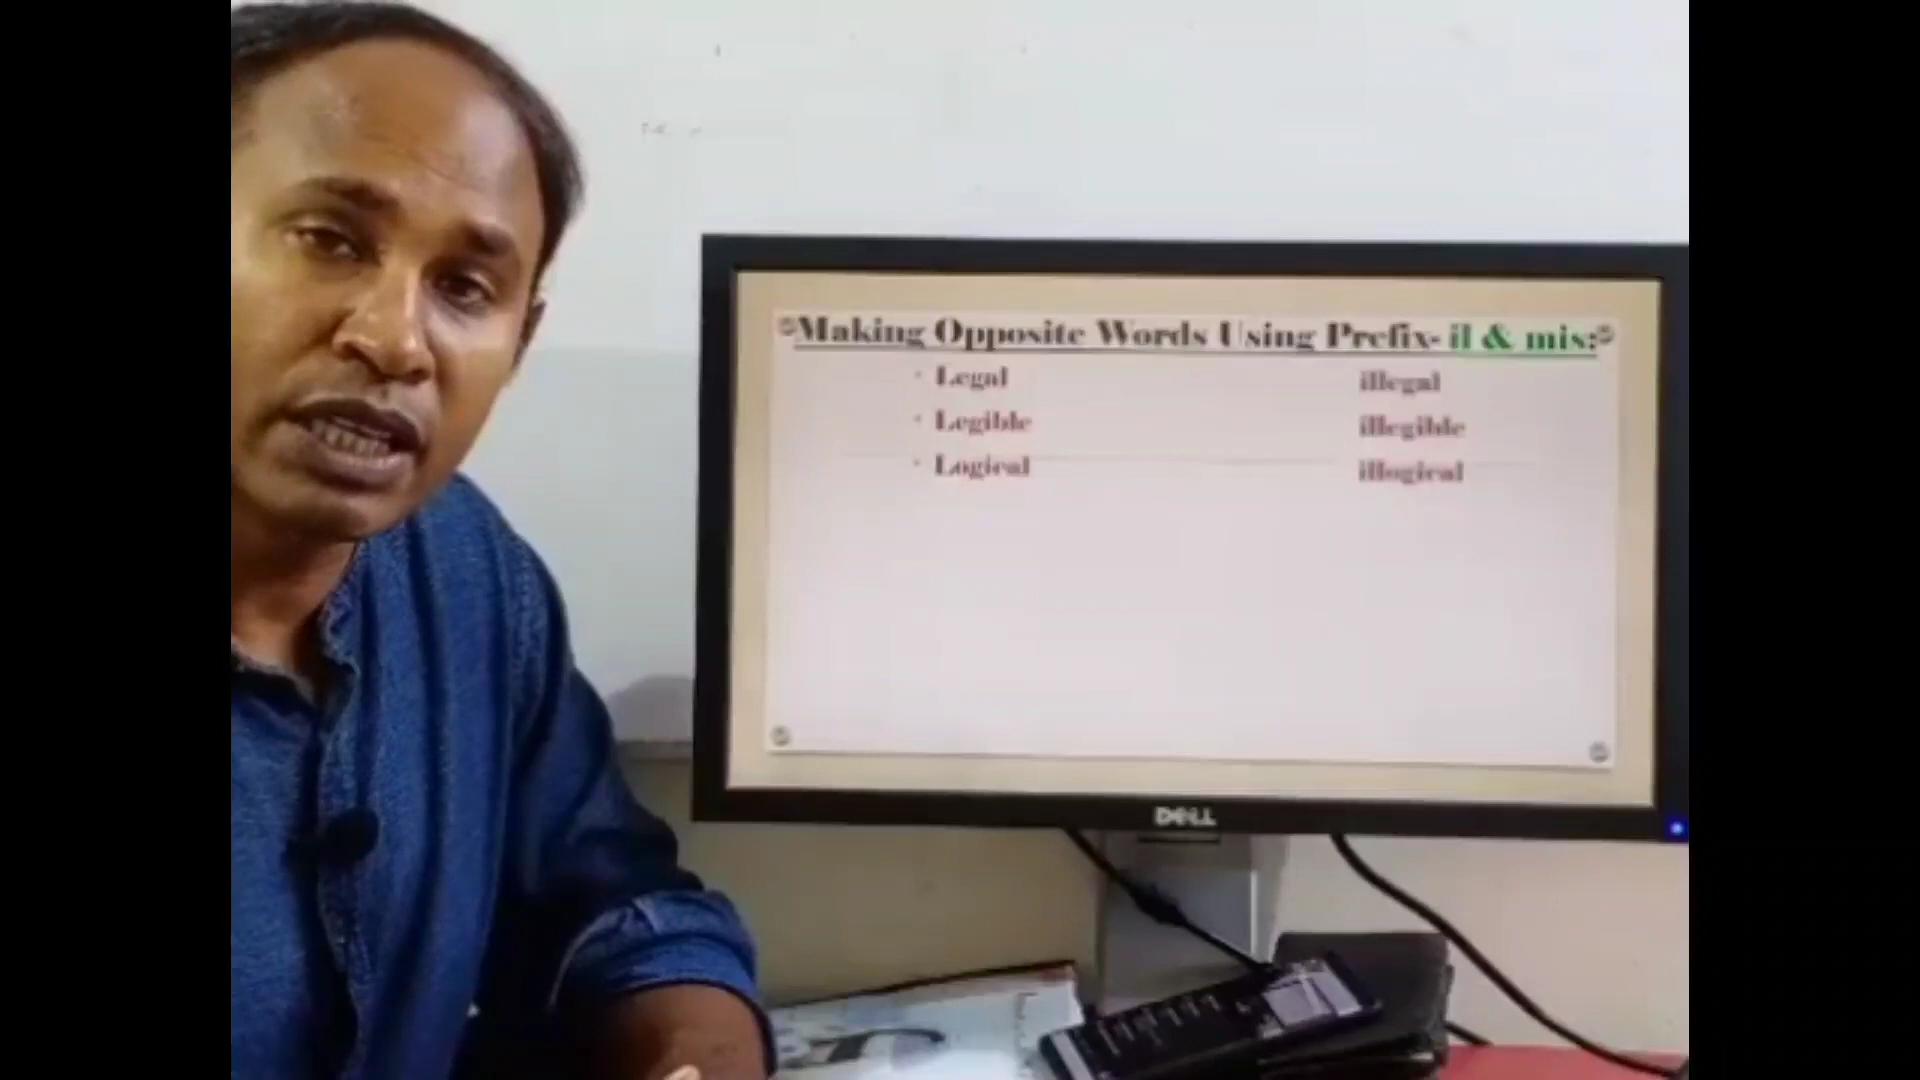 Making Opposite Words Using Prefix- il & mis:
• Legal illegal
• Legible illegible
• Logical illogical
DELL